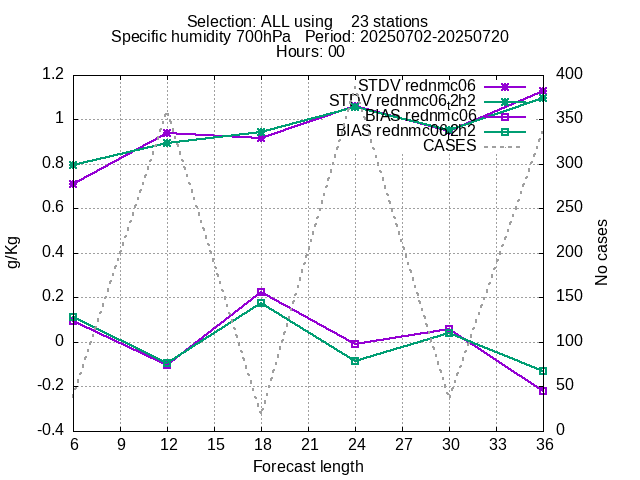 Selection: ALL using    23 stations
Specific humidity 700hPa   Period: 20250702-20250720
Hours: 00
STDV rednmc06
STDV rednmc06_2h2
BIAS rednmc06
BIAS rednmc06_2h2
CASES
1.2
1
0.8
0.6
0.4
0.2
0
-0.2
-0.4
g/Kg
400
350
300
250
200
150
100
50
0
No cases
6 9 12 15 18 21 24 27 30 33 36
Forecast length